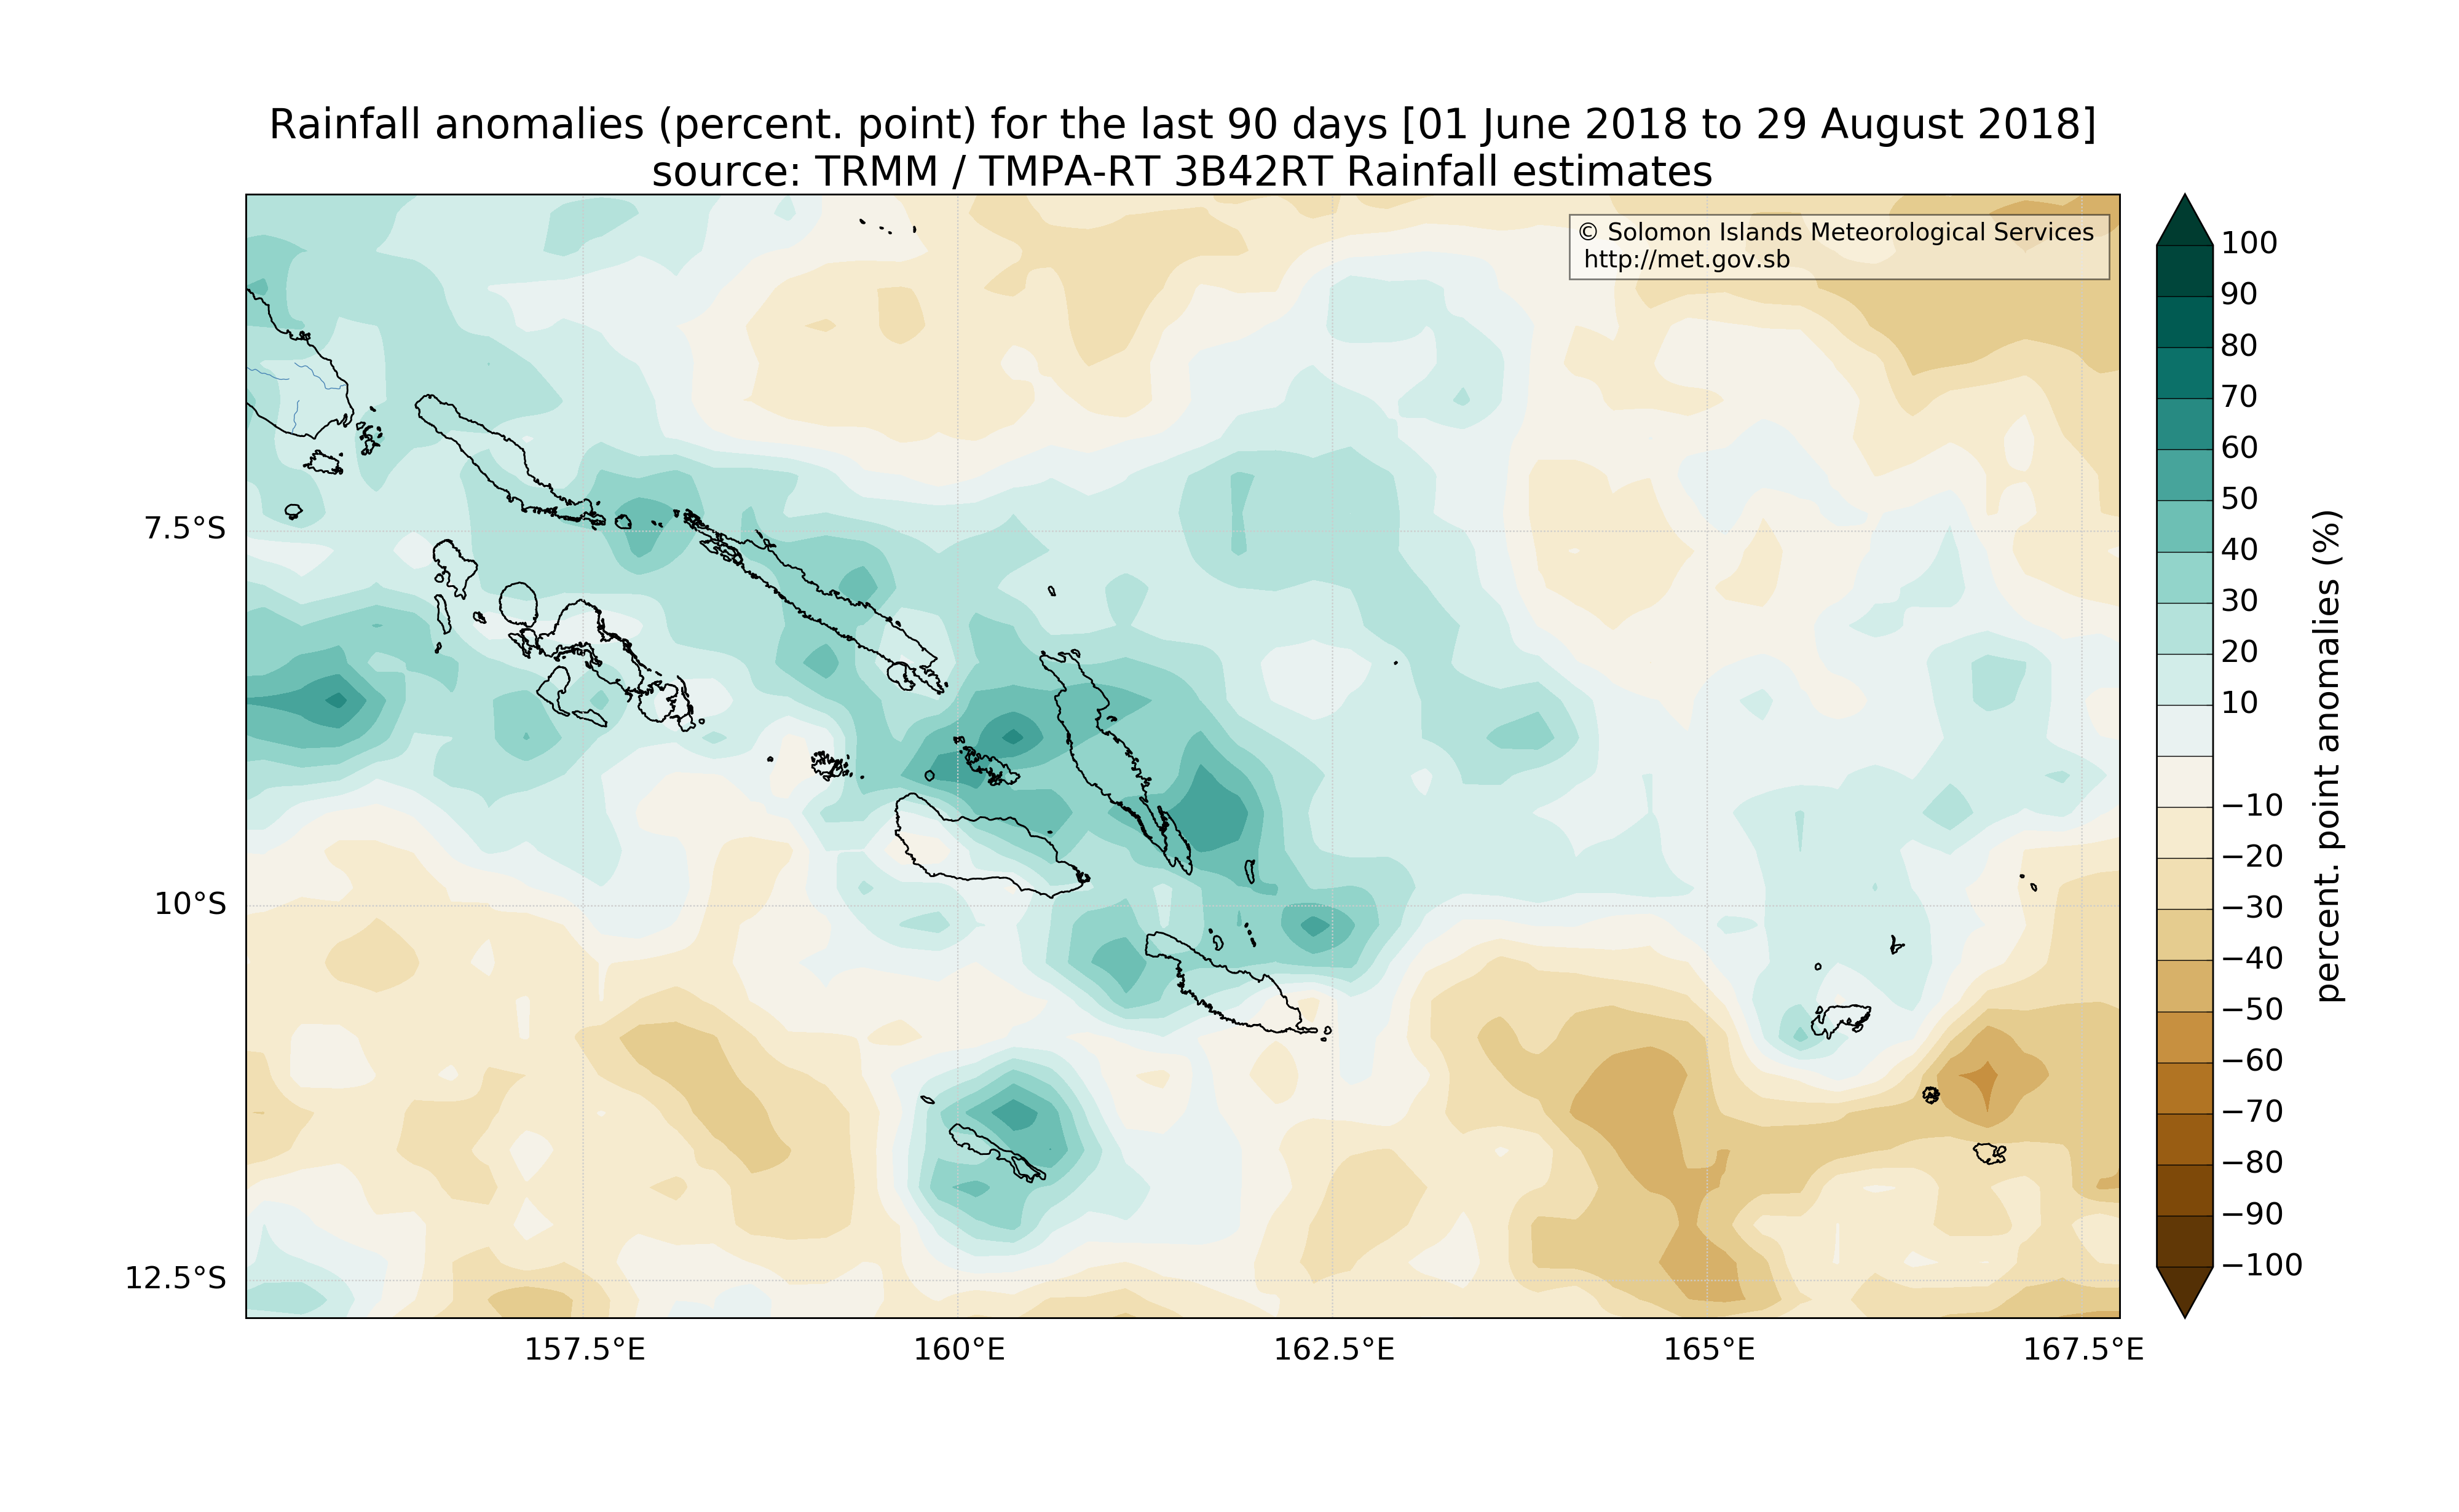 Rainfall anomalies (percent. point) for the last 90 days [01 June 2018 to 29 August 2018]
source: TRMM / TMPA-RT 3B42RT Rainfall estimates
© Solomon Islands Meteorological Services
http://met.gov.sb
7.5°S
10°S
12.5°S
157.5°E
160°E
162.5°E
165°E
167.5°E
100
90
80
70
60
50
40
30
20
10
−10
−20
−30
−40
−50
−60
−70
−80
−90
−100
percent. point anomalies (%)